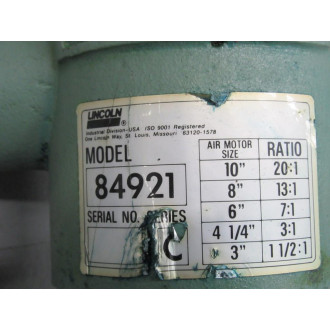 LINCOLN
Industrial Division-USA ISO 9001 Registered
One Lincoln Way, St. Louis, Missouri 63120-1578
MODEL
84921
SERIAL NO. SERIES
C
AIR MOTOR SIZE RATIO
10" 20:1
8" 13:1
6" 7:1
4 1/4" 3:1
3" 1 1/2:1